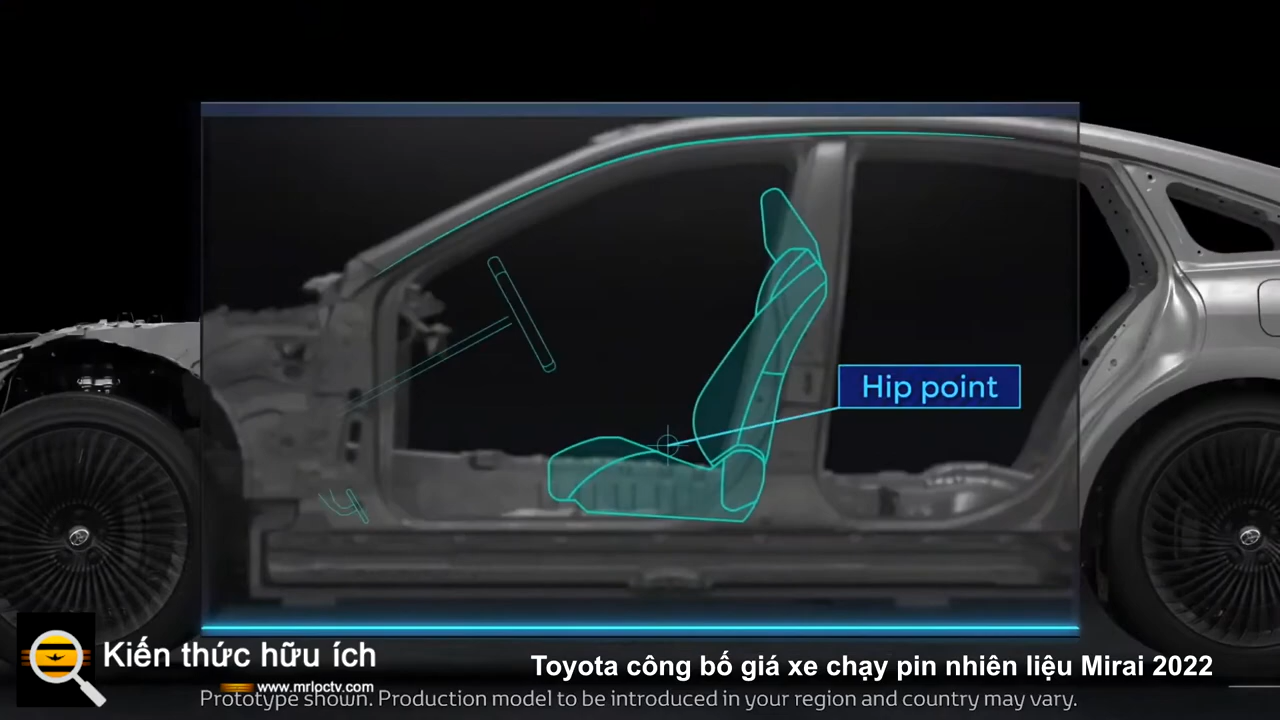 Hip point
Kiến thức hữu ích
Toyota công bố giá xe chạy pin nhiên liệu Mirai 2022
www.mrlpctv.com
Prototype shown. Production model to be introduced in your region and country may vary.